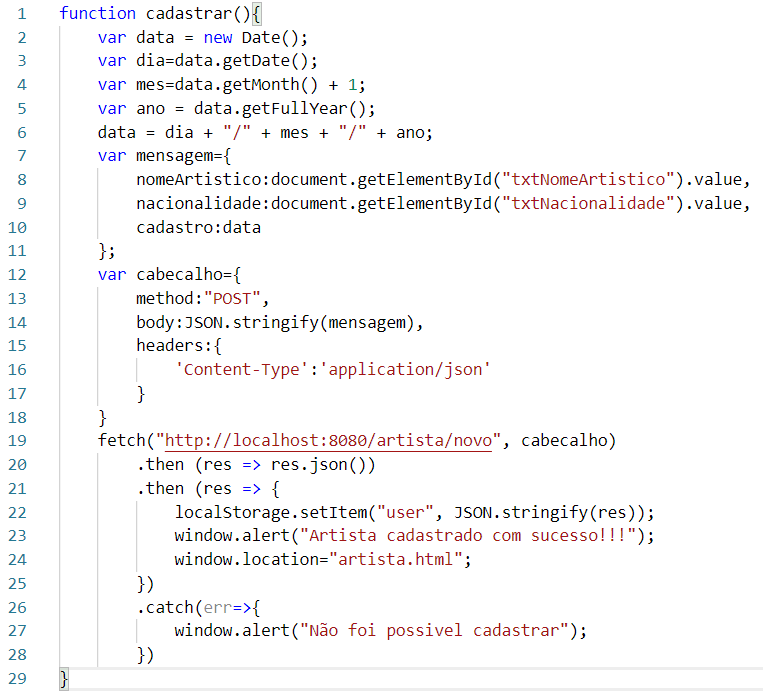 1 function cadastrar(){
2 var data = new Date();
3 var dia=data.getDate();
4 var mes=data.getMonth() + 1;
5 var ano = data.getFullYear();
6 data = dia + "/" + mes + "/" + ano;
7 var mensagem={
8 nomeArtistico:document.getElementById("txtNomeArtistico").value,
9 nacionalidade:document.getElementById("txtNacionalidade").value,
10 cadastro:data
11 };
12 var cabecalho={
13 method:"POST",
14 body:JSON.stringify(mensagem),
15 headers:{
16 'Content-Type':'application/json'
17 }
18 }
19 fetch("http://localhost:8080/artista/novo", cabecalho)
20 .then (res => res.json())
21 .then (res => {
22 localStorage.setItem("user", JSON.stringify(res));
23 window.alert("Artista cadastrado com sucesso!!!");
24 window.location="artista.html";
25 })
26 .catch(err=>{
27 window.alert("Não foi possivel cadastrar");
28 })
29 }